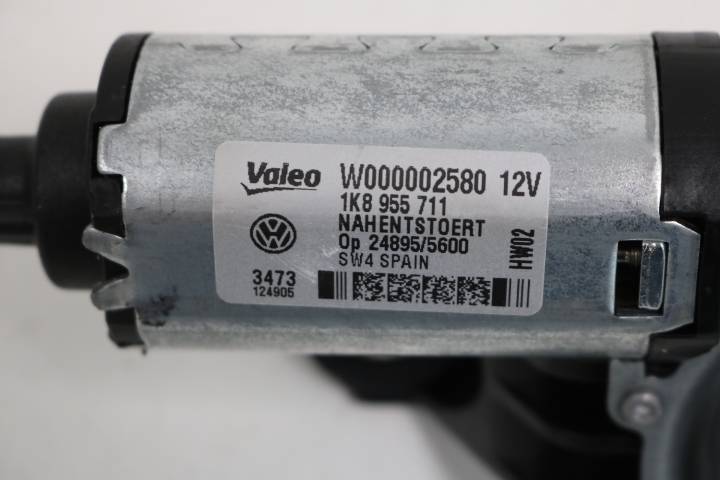 Valeo W000002580 12V
1K8 955 711
NAHENTSTOERT
Op 24895/5600
SW4 SPAIN
HW02
3473
124905